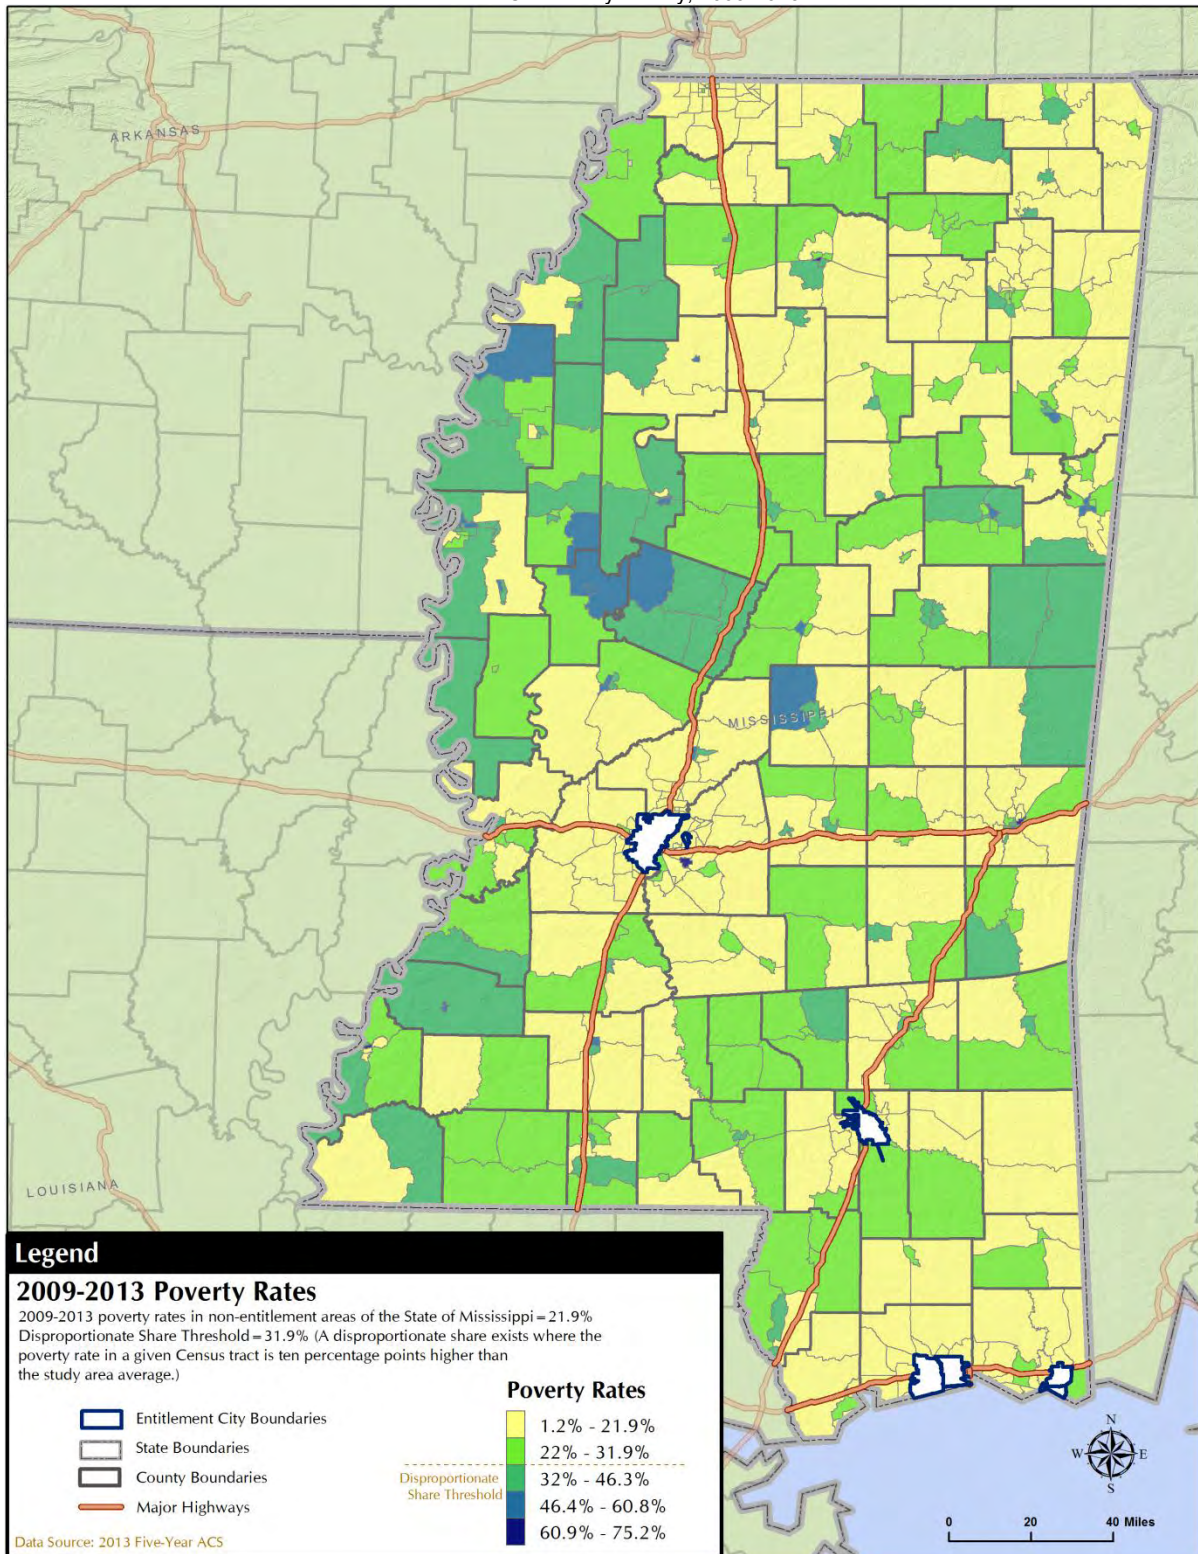 ARKANSAS
MISSISSIPPI
LOUISIANA
Legend
2009-2013 Poverty Rates
2009-2013 poverty rates in non-entitlement areas of the State of Mississippi = 21.9%
Disproportionate Share Threshold = 31.9% (A disproportionate share exists where the
poverty rate in a given Census tract is ten percentage points higher than
the study area average.)
Entitlement City Boundaries
State Boundaries
County Boundaries
Major Highways
Data Source: 2013 Five-Year ACS
Poverty Rates
1.2% - 21.9%
22% - 31.9%
Disproportionate
Share Threshold
32% - 46.3%
46.4% - 60.8%
60.9% - 75.2%
N
W E
S
0 20 40 Miles